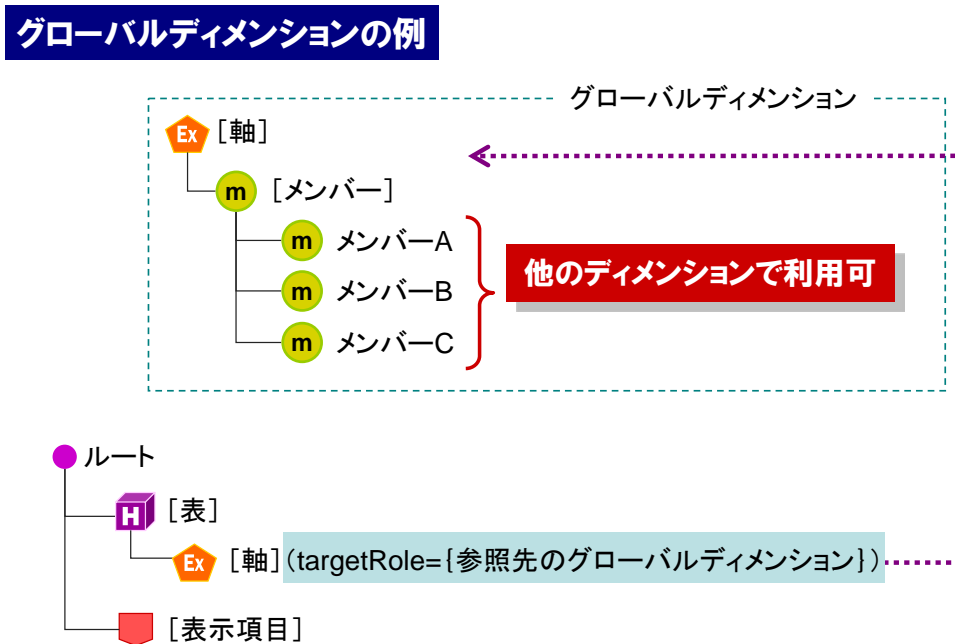 グローバルディメンションの例
グローバルディメンション
Ex ［軸］
m ［メンバー］
m メンバーA
m メンバーB
m メンバーC
他のディメンションで利用可
ルート
H ［表］
Ex ［軸］(targetRole={参照先のグローバルディメンション})
［表示項目］